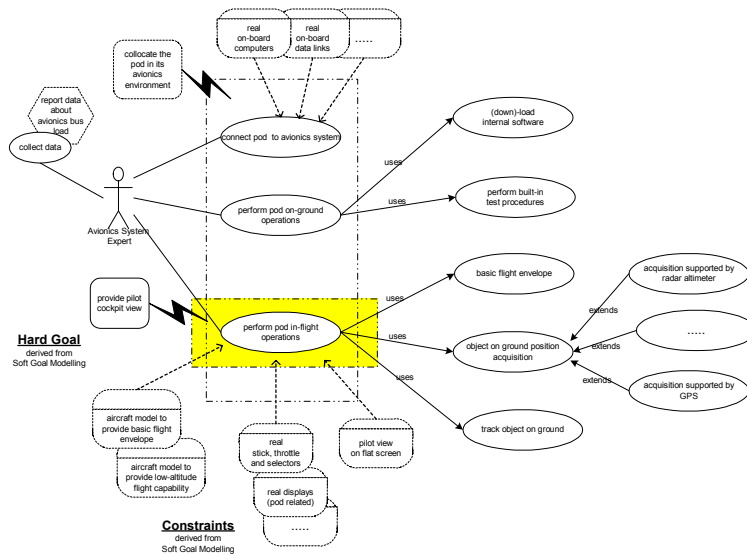 real
on-board
computers
real
on-board
data links
.....
collocate the
pod in its
avionics
environment
report data
about
avionics bus
load
collect data
connect pod to avionics system
(down)-load
internal software
uses
uses
perform built-in
test procedures
perform pod on-ground
operations
Avionics System
Expert
provide pilot
cockpit view
basic flight envelope
acquisition supported by
radar altimeter
uses
extends
perform pod in-flight
operations
uses
object on ground position
acquisition
.....
extends
Hard Goal
derived from
Soft Goal Modelling
uses
extends
acquisition supported by
GPS
aircraft model to
provide basic flight
envelope
aircraft model to
provide low-altitude
flight capability
real
stick, throttle
and selectors
real displays
(pod related)
.....
pilot view
on flat screen
track object on ground
Constraints
derived from
Soft Goal Modelling